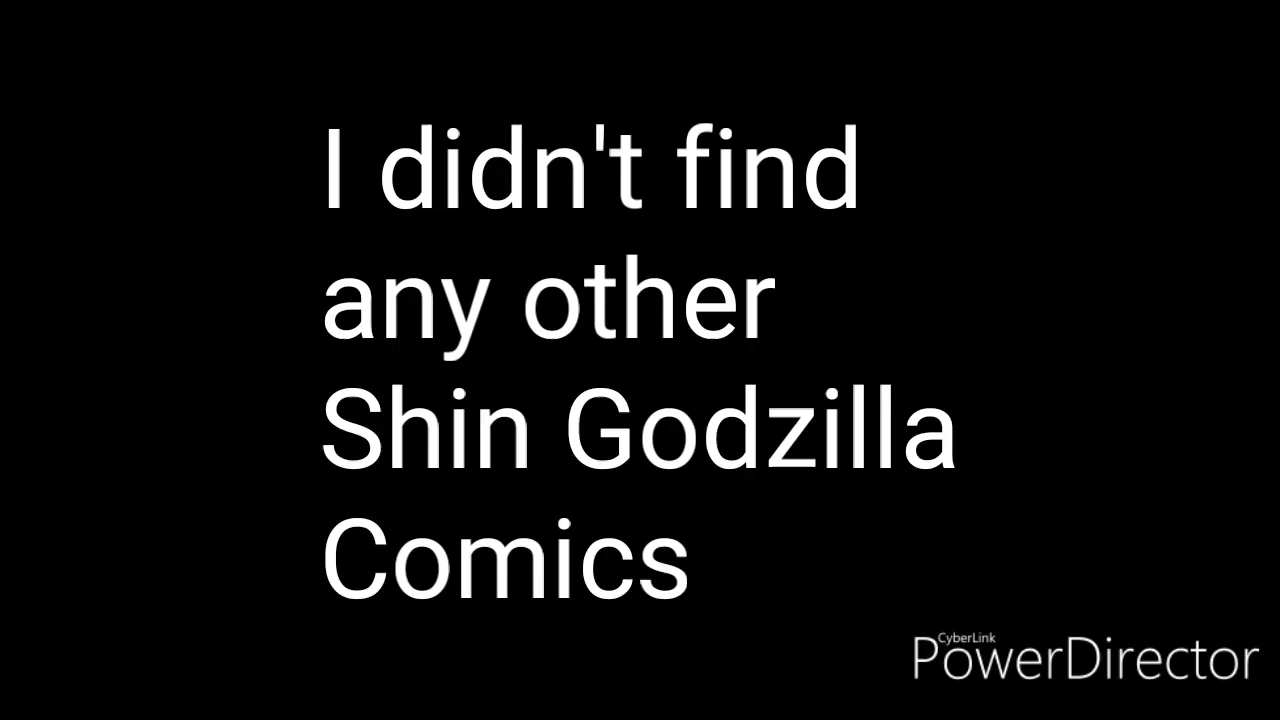 I didn't find
any other
Shin Godzilla
Comics
CyberLink
PowerDirector